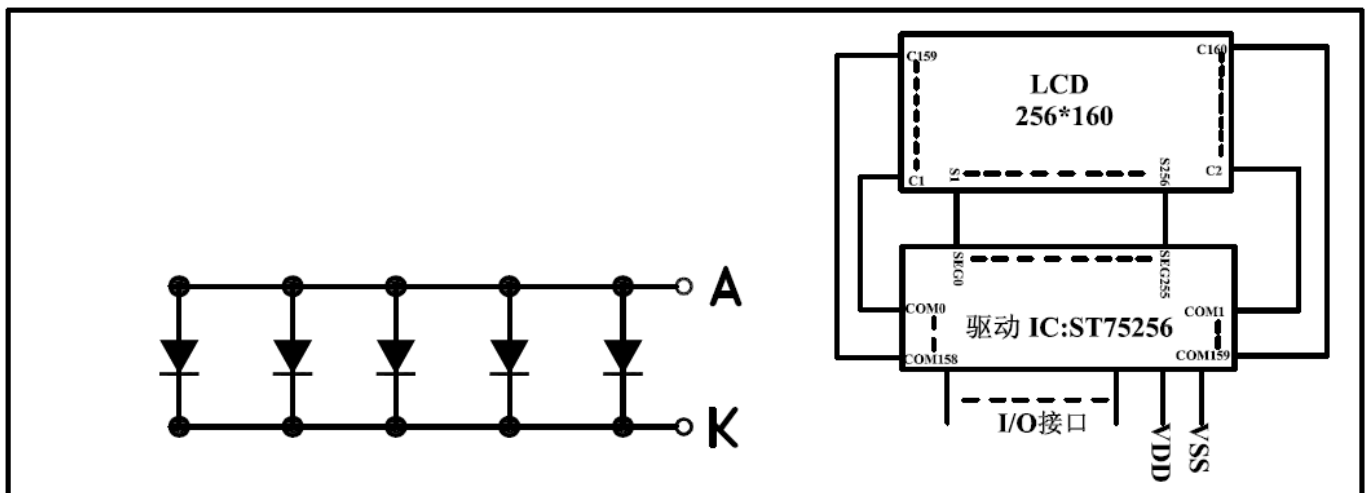 C159
C160
LCD
256*160
C1
S1
S256
C2
SEG0
SEG255
COM0
COM1
驱动 IC:ST75256
COM158
COM159
I/O接口
VDD
VSS
A
K